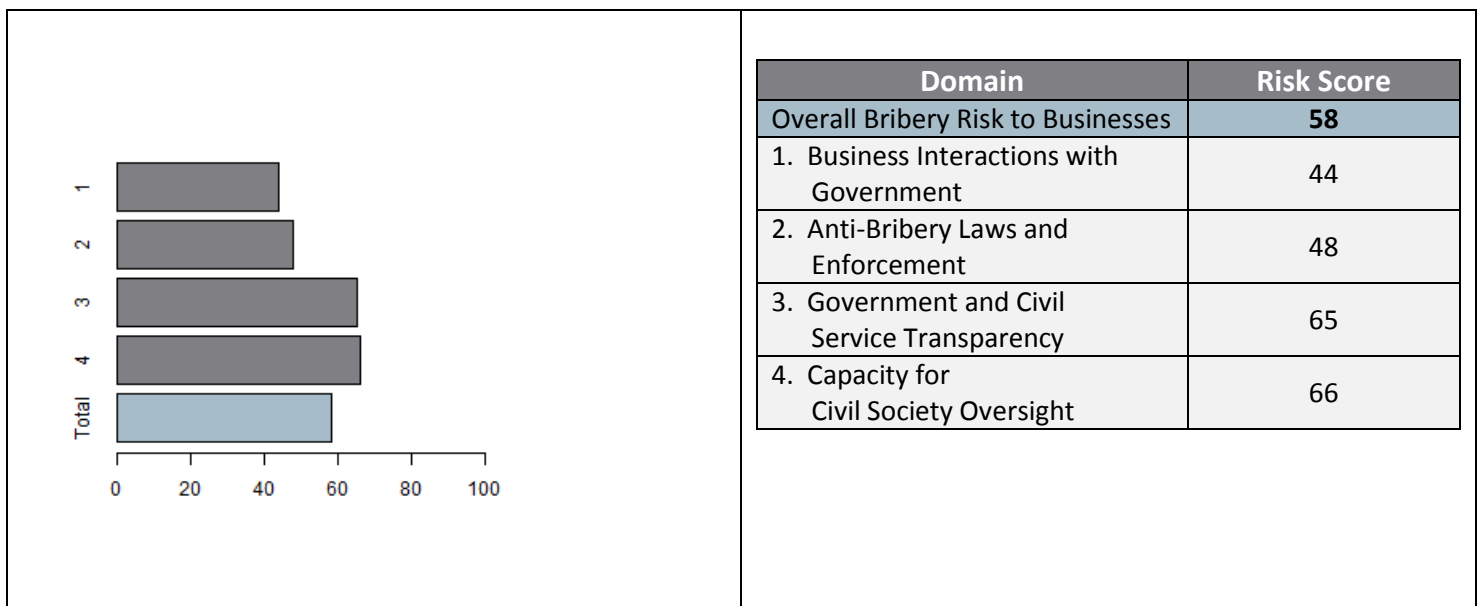 1
2
3
4
Total
0 20 40 60 80 100
Domain Risk Score
Overall Bribery Risk to Businesses 58
1. Business Interactions with
Government
44
2. Anti-Bribery Laws and
Enforcement
48
3. Government and Civil
Service Transparency
65
4. Capacity for
Civil Society Oversight
66